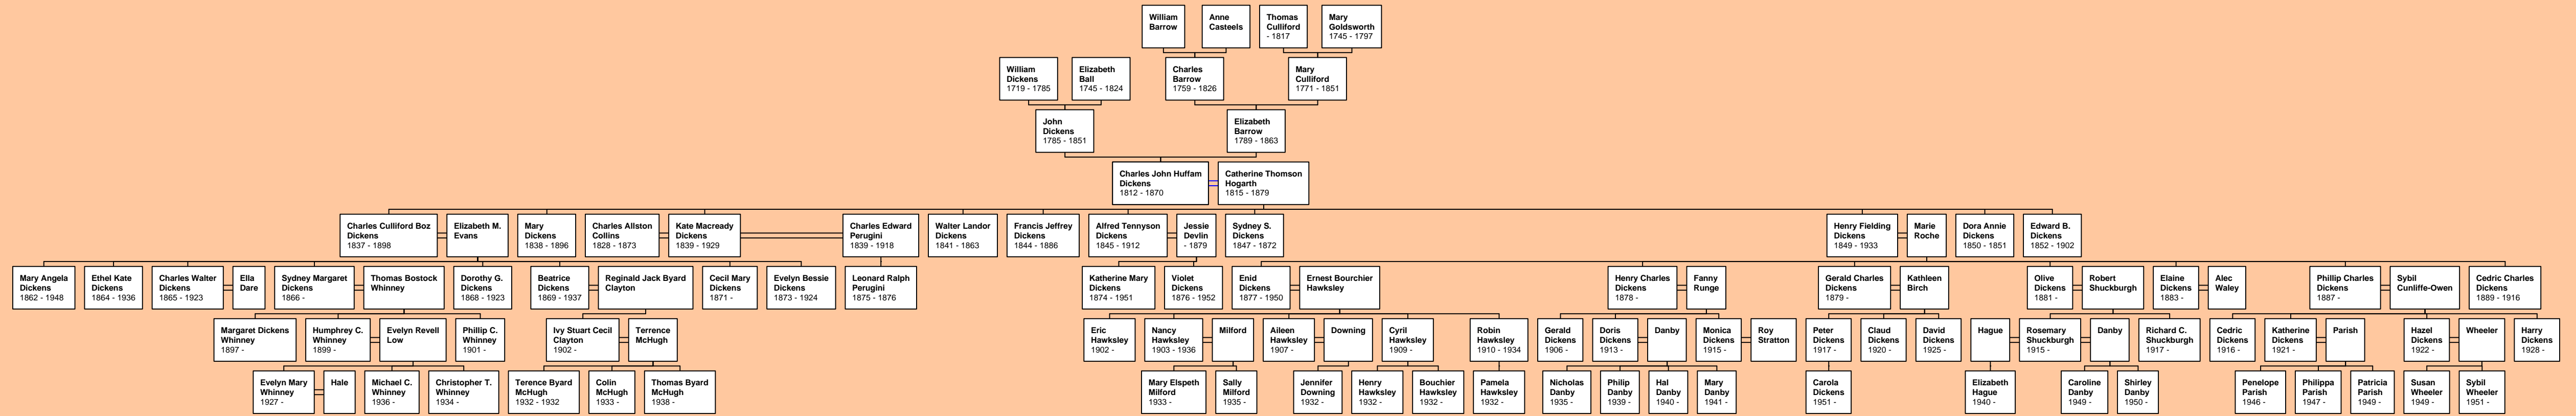 William
Barrow
Anne
Casteels
Thomas
Culliford
- 1817
Mary
Goldsworth
1745 - 1797
William
Dickens
1719 - 1785
Elizabeth
Ball
1745 - 1824
Charles
Barrow
1759 - 1826
Mary
Culliford
1771 - 1851
John
Dickens
1785 - 1851
Elizabeth
Barrow
1789 - 1863
Charles John Huffam
Dickens
1812 - 1870
Catherine Thomson
Hogarth
1815 - 1879
Charles Culliford Boz
Dickens
1837 - 1898
Elizabeth M.
Evans
Mary
Dickens
1838 - 1896
Charles Allston
Collins
1828 - 1873
Kate Macready
Dickens
1839 - 1929
Charles Edward
Perugini
1839 - 1918
Walter Landor
Dickens
1841 - 1863
Francis Jeffrey
Dickens
1844 - 1886
Alfred Tennyson
Dickens
1845 - 1912
Jessie
Devlin
- 1879
Sydney S.
Dickens
1847 - 1872
Henry Fielding
Dickens
1849 - 1933
Marie
Roche
Dora Annie
Dickens
1850 - 1851
Edward B.
Dickens
1852 - 1902
Mary Angela
Dickens
1862 - 1948
Ethel Kate
Dickens
1864 - 1936
Charles Walter
Dickens
1865 - 1923
Ella
Dare
Sydney Margaret
Dickens
1866 -
Thomas Bostock
Whinney
Dorothy G.
Dickens
1868 - 1923
Beatrice
Dickens
1869 - 1937
Reginald Jack Byard
Clayton
Cecil Mary
Dickens
1871 -
Evelyn Bessie
Dickens
1873 - 1924
Leonard Ralph
Perugini
1875 - 1876
Katherine Mary
Dickens
1874 - 1951
Violet
Dickens
1876 - 1952
Enid
Dickens
1877 - 1950
Ernest Bourchier
Hawksley
Henry Charles
Dickens
1878 -
Fanny
Runge
Gerald Charles
Dickens
1879 -
Kathleen
Birch
Olive
Dickens
1881 -
Robert
Shuckburgh
Elaine
Dickens
1883 -
Alec
Waley
Phillip Charles
Dickens
1887 -
Sybil
Cunliffe-Owen
Cedric Charles
Dickens
1889 - 1916
Margaret Dickens
Whinney
1897 -
Humphrey C.
Whinney
1899 -
Evelyn Revell
Low
Phillip C.
Whinney
1901 -
Ivy Stuart Cecil
Clayton
1902 -
Terrence
McHugh
Eric
Hawksley
1902 -
Nancy
Hawksley
1903 - 1936
Milford
Aileen
Hawksley
1907 -
Downing
Cyril
Hawksley
1909 -
Robin
Hawksley
1910 - 1934
Gerald
Dickens
1906 -
Doris
Dickens
1913 -
Danby
Monica
Dickens
1915 -
Roy
Stratton
Peter
Dickens
1917 -
Claud
Dickens
1920 -
David
Dickens
1925 -
Hague
Rosemary
Shuckburgh
1915 -
Danby
Richard C.
Shuckburgh
1917 -
Cedric
Dickens
1916 -
Katherine
Dickens
1921 -
Parish
Hazel
Dickens
1922 -
Wheeler
Harry
Dickens
1928 -
Evelyn Mary
Whinney
1927 -
Hale
Michael C.
Whinney
1936 -
Christopher T.
Whinney
1934 -
Terence Byard
McHugh
1932 - 1932
Colin
McHugh
1933 -
Thomas Byard
McHugh
1938 -
Mary Elspeth
Milford
1933 -
Sally
Milford
1935 -
Jennifer
Downing
1932 -
Henry
Hawksley
1932 -
Bouchier
Hawksley
1932 -
Pamela
Hawksley
1932 -
Nicholas
Danby
1935 -
Philip
Danby
1939 -
Hal
Danby
1940 -
Mary
Danby
1941 -
Carola
Dickens
1951 -
Elizabeth
Hague
1940 -
Caroline
Danby
1949 -
Shirley
Danby
1950 -
Penelope
Parish
1946 -
Philippa
Parish
1947 -
Patricia
Parish
1949 -
Susan
Wheeler
1949 -
Sybil
Wheeler
1951 -